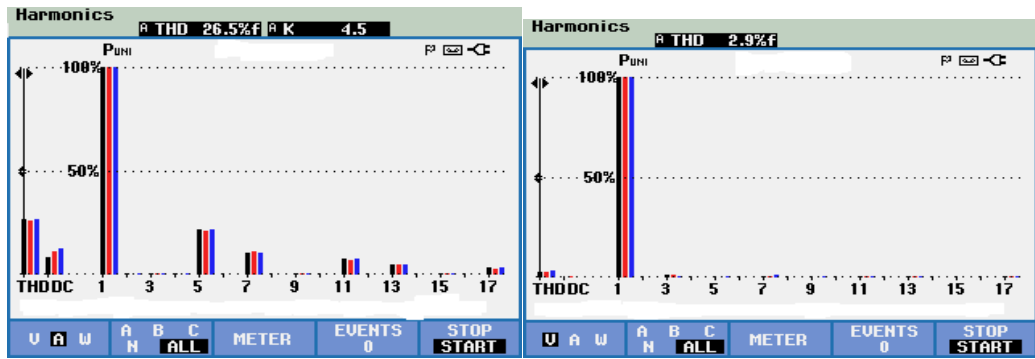 Harmonics
A THD 26.5%f A K 4.5
PUNI
100%
50%
THD DC 1 3 5 7 9 11 13 15 17
V A W
A B C
N ALL
METER
EVENTS
0
STOP
START
Harmonics
A THD 2.9%f
PUNI
100%
50%
THD DC 1 3 5 7 9 11 13 15 17
V A W
A B C
N ALL
METER
EVENTS
0
STOP
START